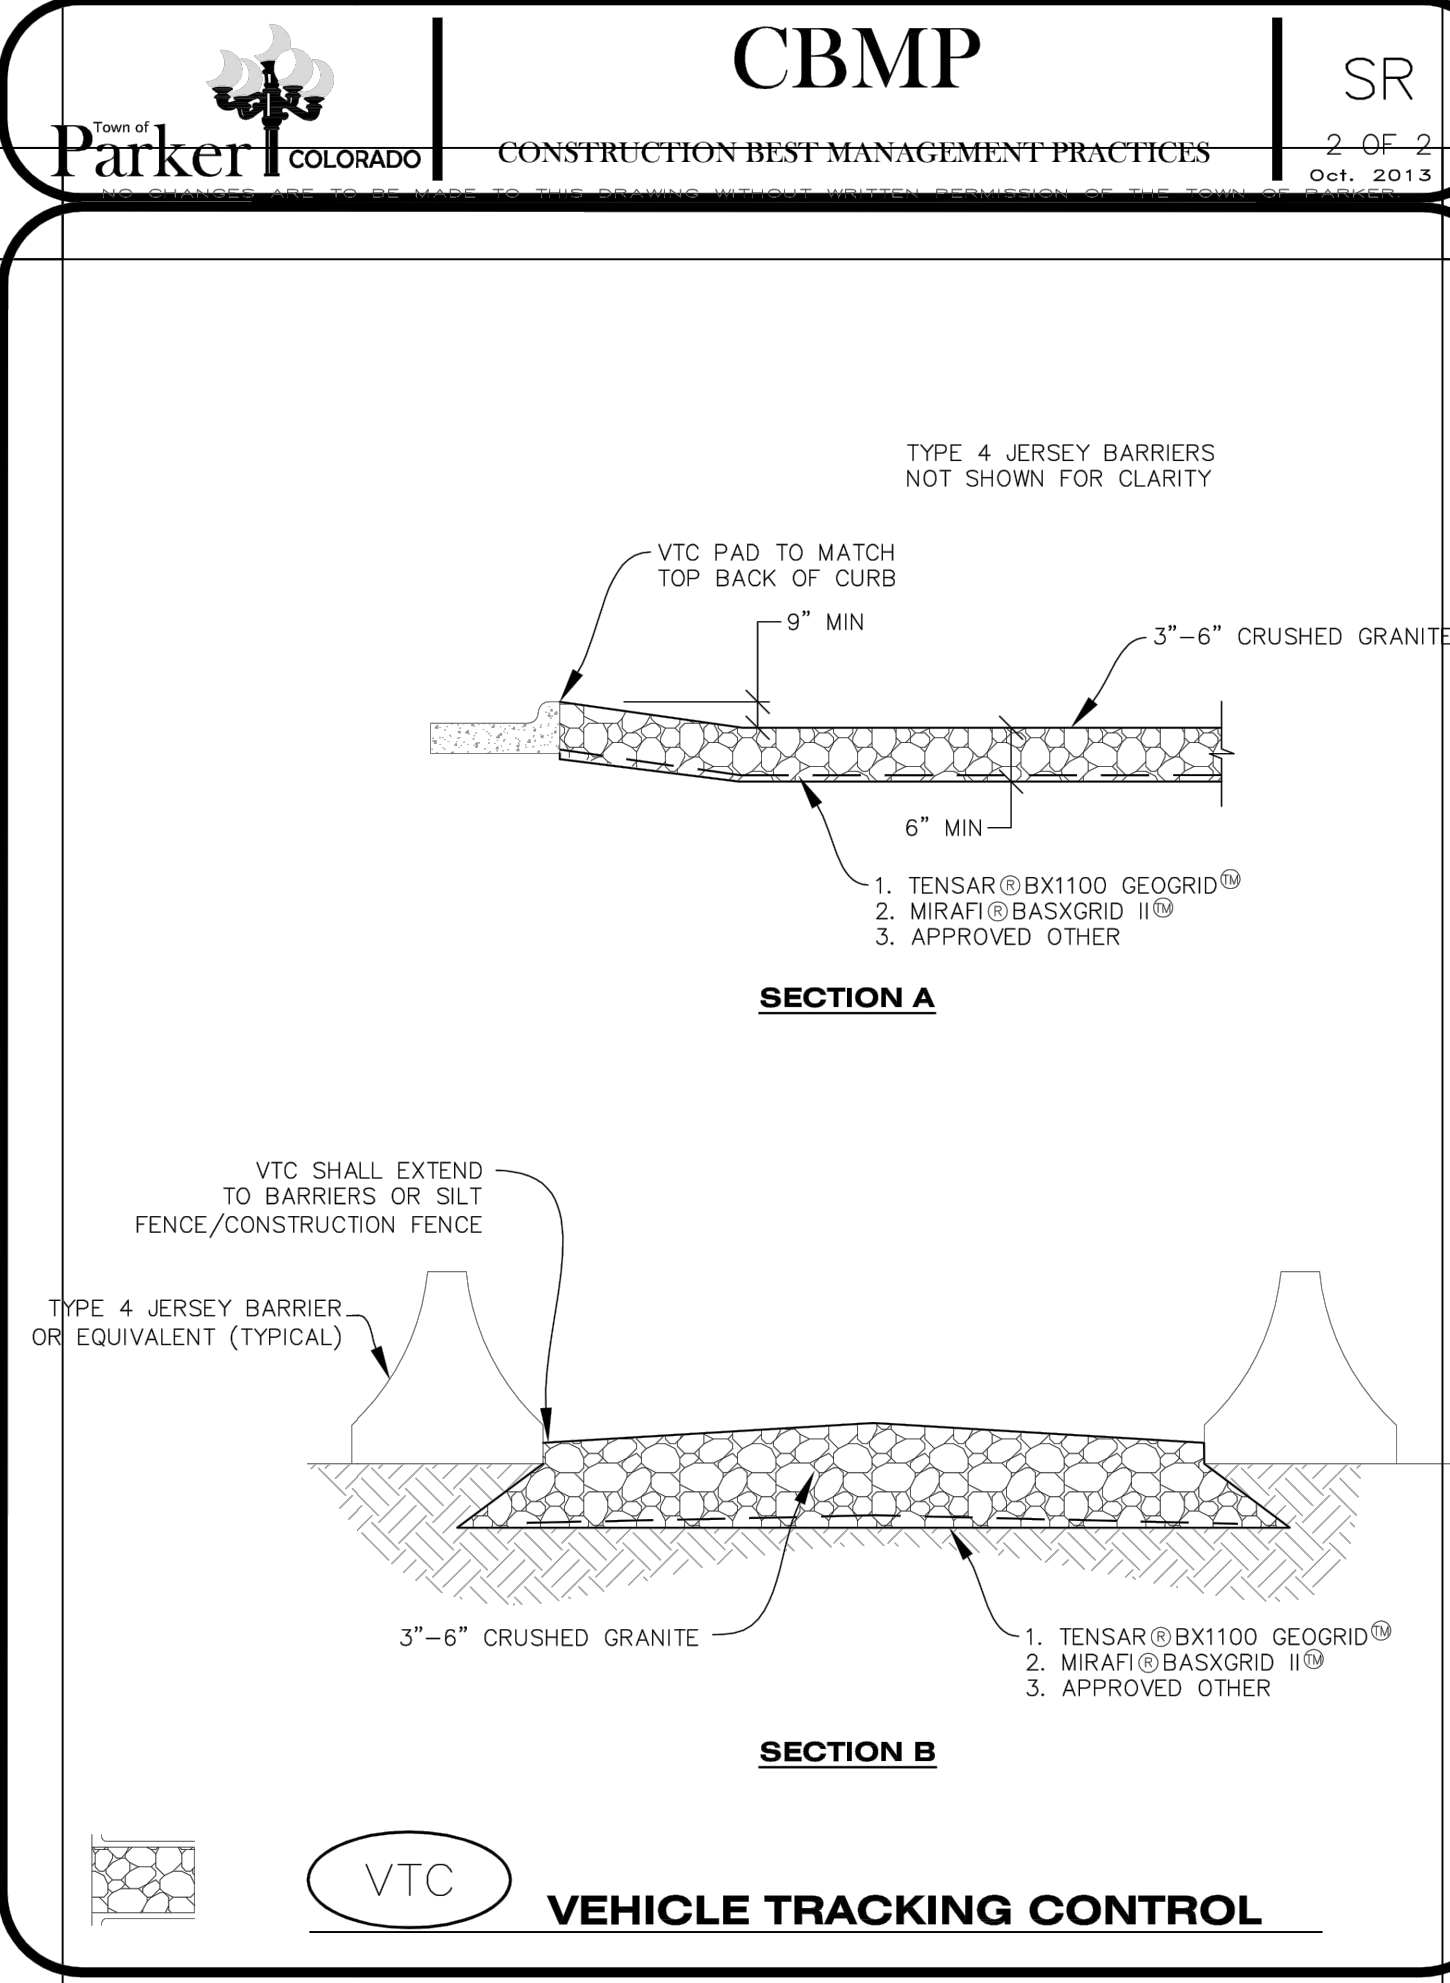 Town of
Parker
COLORADO
CBMP
CONSTRUCTION BEST MANAGEMENT PRACTICES
SR
2 OF 2
Oct. 2013
NO CHANGES ARE TO BE MADE TO THIS DRAWING WITHOUT WRITTEN PERMISSION OF THE TOWN OF PARKER.
TYPE 4 JERSEY BARRIERS
NOT SHOWN FOR CLARITY
VTC PAD TO MATCH
TOP BACK OF CURB
9” MIN
3”-6” CRUSHED GRANITE
6” MIN
1. TENSAR®BX1100 GEOGRID™
2. MIRAFI®BASXGRID II™
3. APPROVED OTHER
SECTION A
VTC SHALL EXTEND
TO BARRIERS OR SILT
FENCE/CONSTRUCTION FENCE
TYPE 4 JERSEY BARRIER
OR EQUIVALENT (TYPICAL)
3”-6” CRUSHED GRANITE
1. TENSAR®BX1100 GEOGRID™
2. MIRAFI®BASXGRID II™
3. APPROVED OTHER
SECTION B
VTC
VEHICLE TRACKING CONTROL